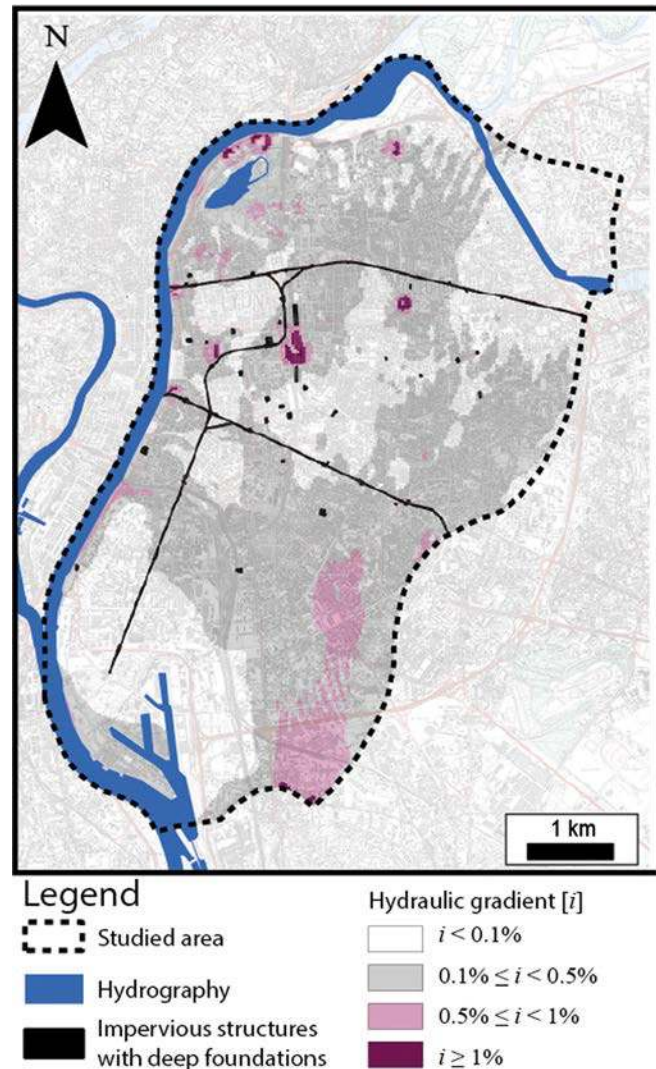 N
1 km
Legend
Studied area
Hydrography
Impervious structures
with deep foundations
Hydraulic gradient [i]
i < 0.1%
0.1% ≤ i < 0.5%
0.5% ≤ i < 1%
i ≥ 1%